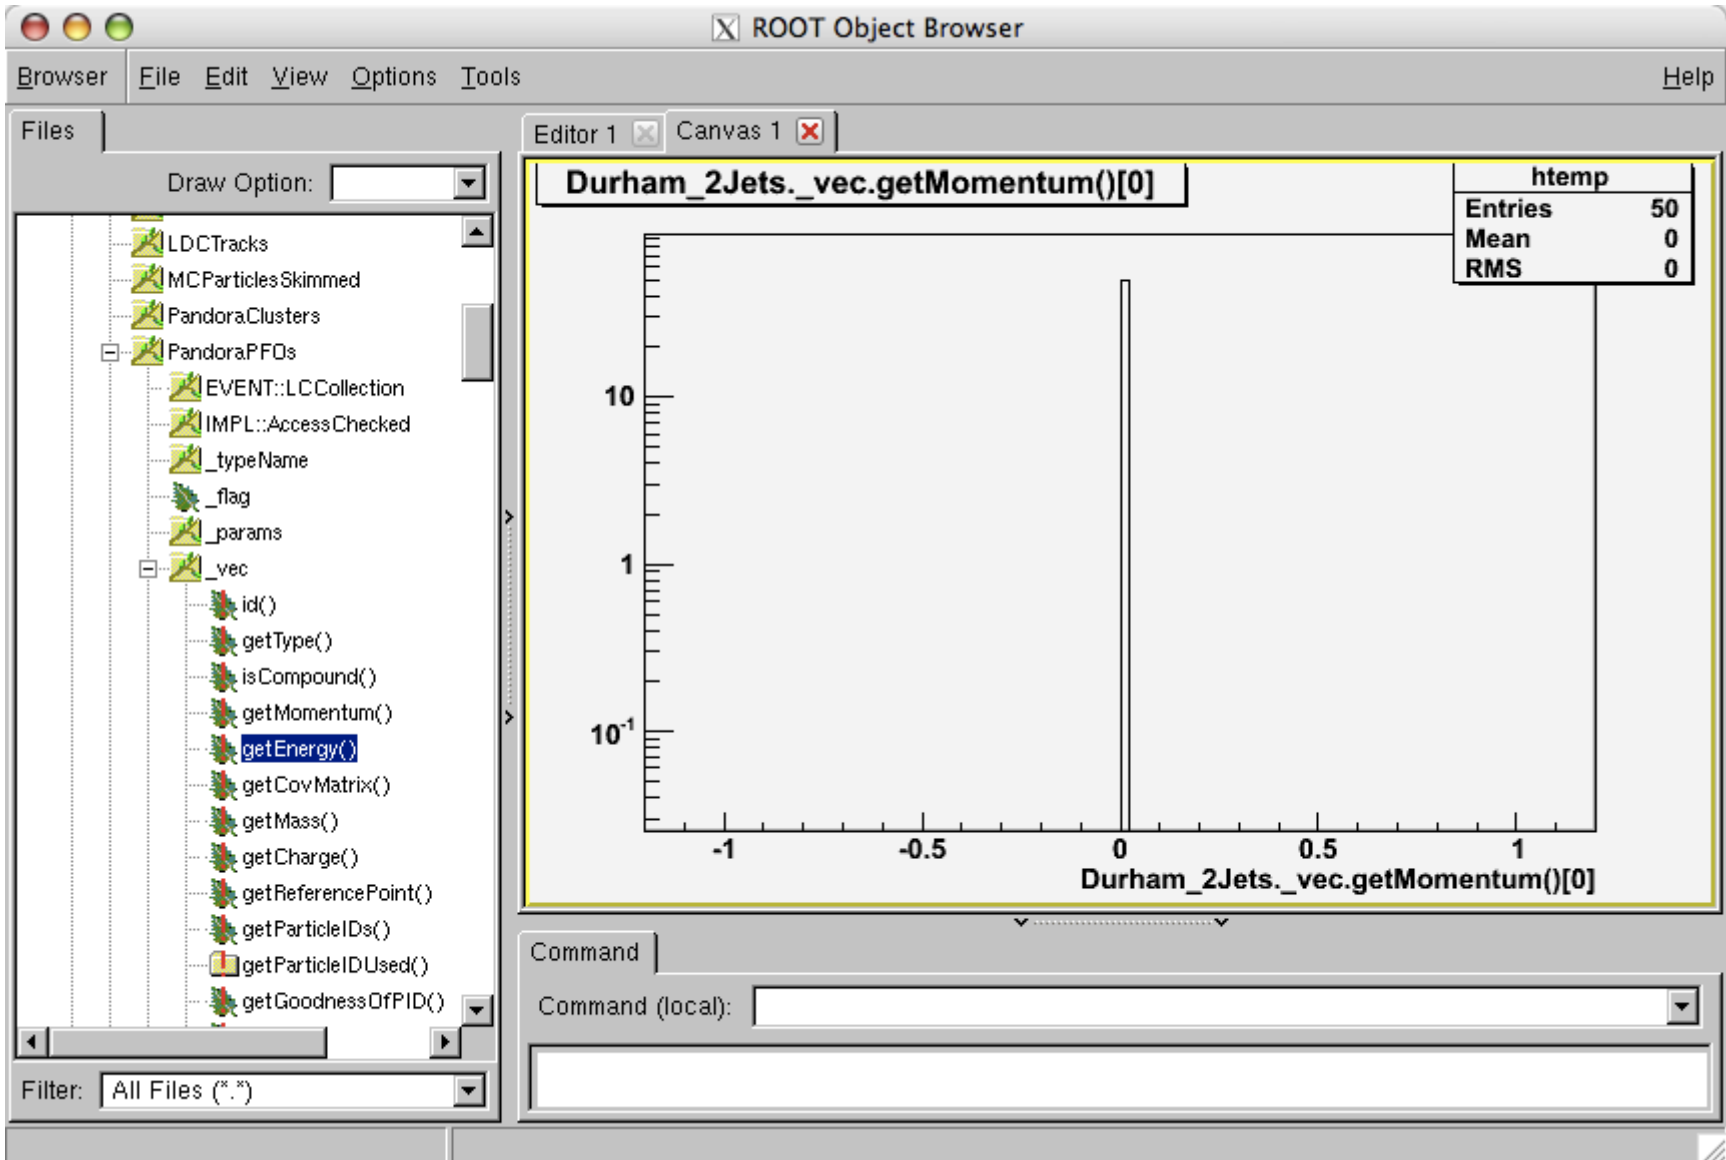 ROOT Object Browser
Browser File Edit View Options Tools Help
Files
Draw Option:
LDCTracks
MCParticlesSkimmed
PandoraClusters
PandoraPFOs
EVENT::LCCollection
IMPL::AccessChecked
_typeName
_flag
_params
_vec
id()
getType()
isCompound()
getMomentum()
getEnergy()
getCovMatrix()
getMass()
getCharge()
getReferencePoint()
getParticleIDs()
getParticleIDUsed()
getGoodnessOfPID()
Filter: All Files (*.*)
Editor 1 Canvas 1
Durham_2Jets._vec.getMomentum()[0]
htemp
Entries 50
Mean 0
RMS 0
10
1
10⁻¹
-1 -0.5 0 0.5 1
Durham_2Jets._vec.getMomentum()[0]
Command
Command (local):